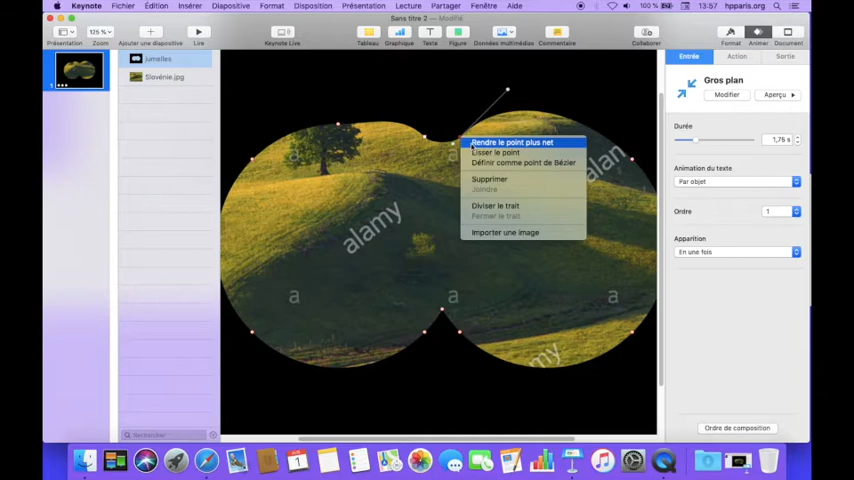 Keynote Fichier Édition Insérer Diapositive Format Disposition Présentation Lecture Partager Fenêtre Aide 100 % 13:57 hpparis.org
Sans titre 2 — Modifié
125 %
Présentation Zoom Ajouter une diapositive Lire Keynote Live Tableau Graphique Texte Figure Données multimédias Commentaire Collaborer Format Animer Document
jumelles
Slovénie.jpg
1
Rechercher
Rendre le point plus net
Lisser le point
Définir comme point de Bézier
Supprimer
Joindre
Diviser le trait
Fermer le trait
Importer une image
alamy
alamy
a
a
a
a
a
Entrée Action Sortie
Gros plan
Modifier Aperçu
Durée
1,75 s
Animation du texte
Par objet
Ordre
1
Apparition
En une fois
Ordre de composition